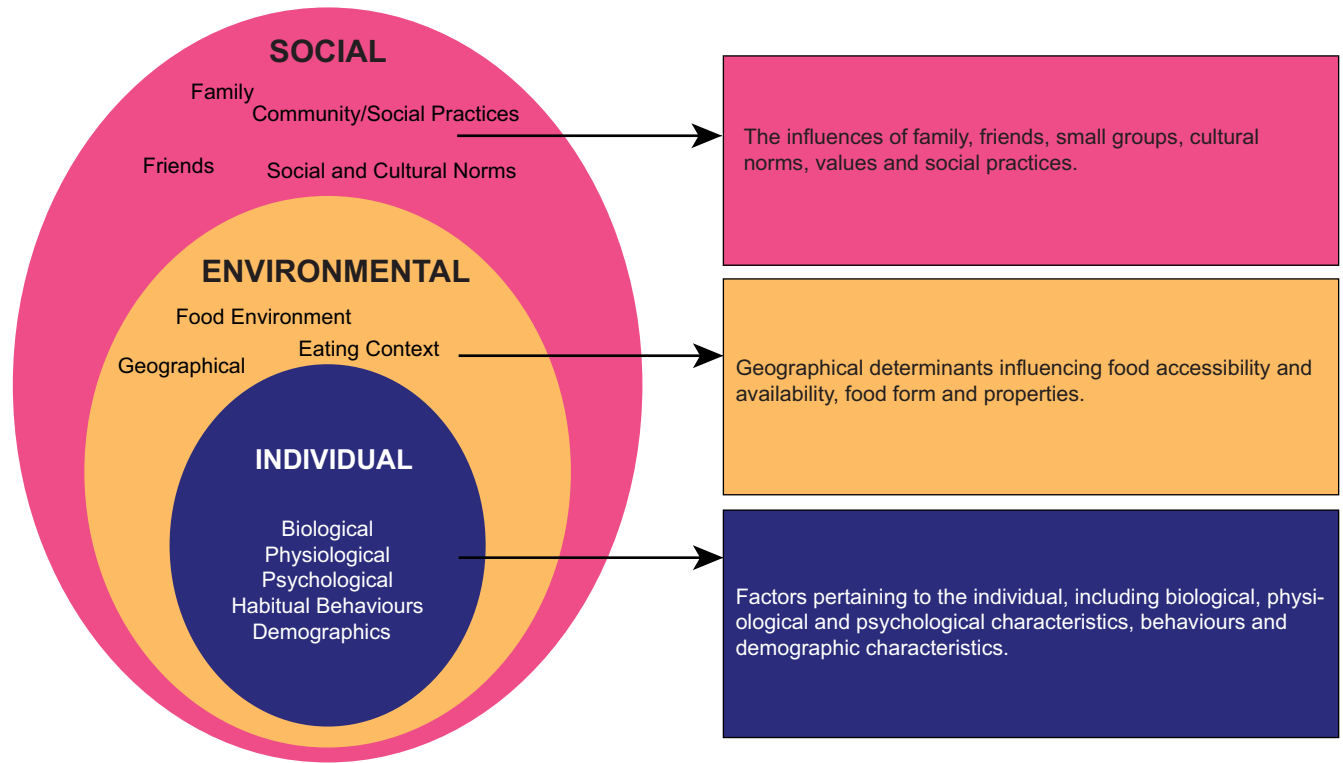 SOCIAL
Family
Community/Social Practices
Friends
Social and Cultural Norms
The influences of family, friends, small groups, cultural
norms, values and social practices.
ENVIRONMENTAL
Food Environment
Eating Context
Geographical
Geographical determinants influencing food accessibility and
availability, food form and properties.
INDIVIDUAL
Biological
Physiological
Psychological
Habitual Behaviours
Demographics
Factors pertaining to the individual, including biological, physi-
ological and psychological characteristics, behaviours and
demographic characteristics.